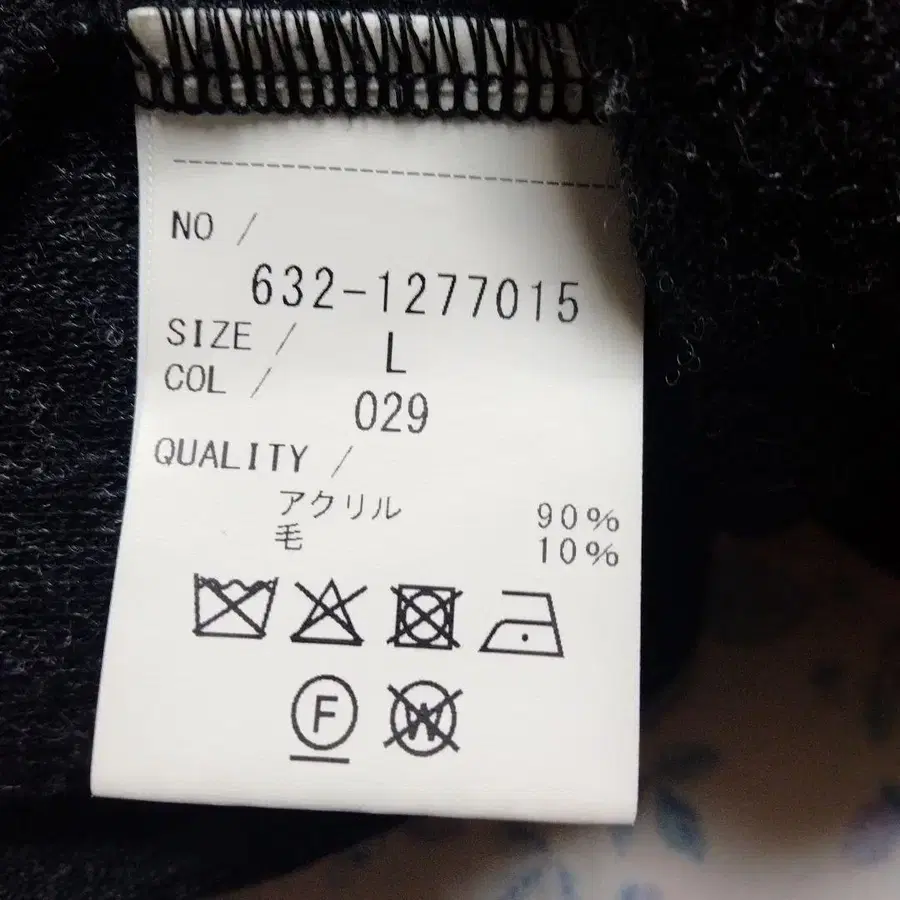 NO /
632-1277015
SIZE / L
COL / 029
QUALITY /
アクリル 90%
毛 10%
F W